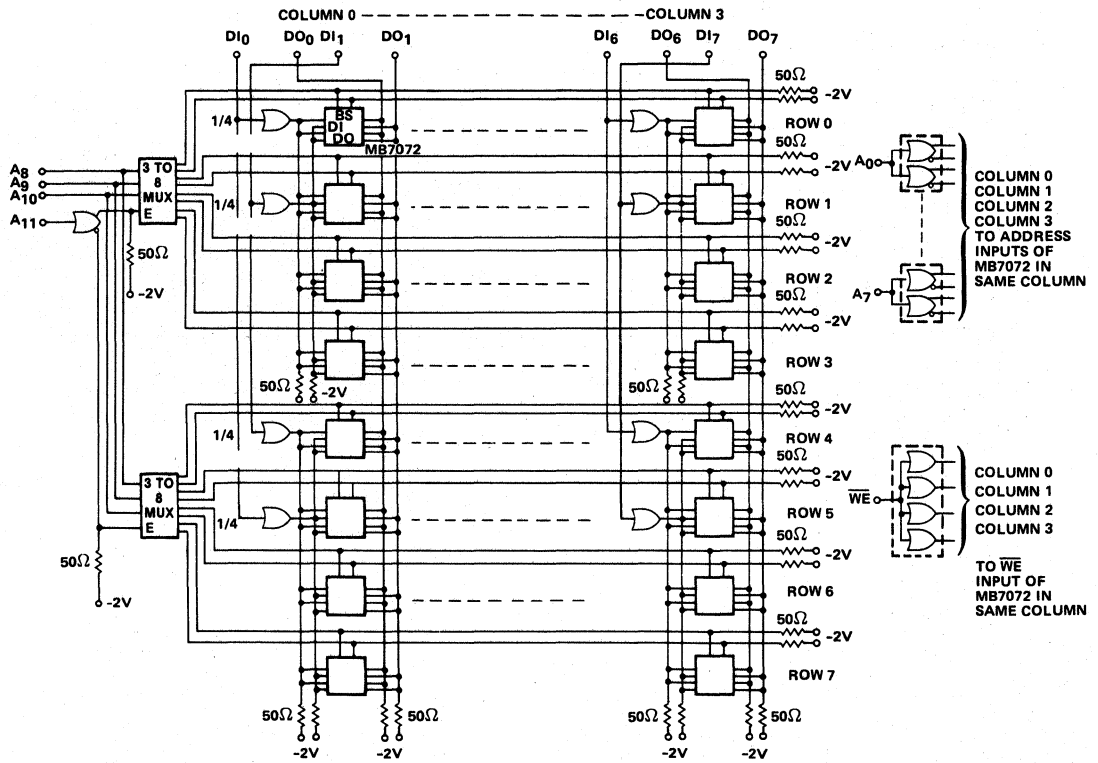 COLUMN 0 COLUMN 3
DI0 DO0 DI1 DO1 DI6 DO6 DI7 DO7
50Ω
-2V
1/4
BS
DI
DO
MB7072
ROW 0
50Ω
-2V
A8
A9
A10
A11
3 TO
8
MUX
E
1/4
ROW 1
-2V
50Ω
-2V
ROW 2
50Ω
-2V
ROW 3
50Ω
-2V
50Ω
50Ω
-2V
1/4
ROW 4
50Ω
-2V
3 TO
8
MUX
E
1/4
ROW 5
50Ω
-2V
50Ω
-2V
ROW 6
50Ω
-2V
ROW 7
50Ω
50Ω
50Ω
-2V
-2V
-2V
-2V
A0
A7
COLUMN 0
COLUMN 1
COLUMN 2
COLUMN 3
TO ADDRESS
INPUTS OF
MB7072 IN
SAME COLUMN
WE
COLUMN 0
COLUMN 1
COLUMN 2
COLUMN 3
TO WE
INPUT OF
MB7072 IN
SAME COLUMN